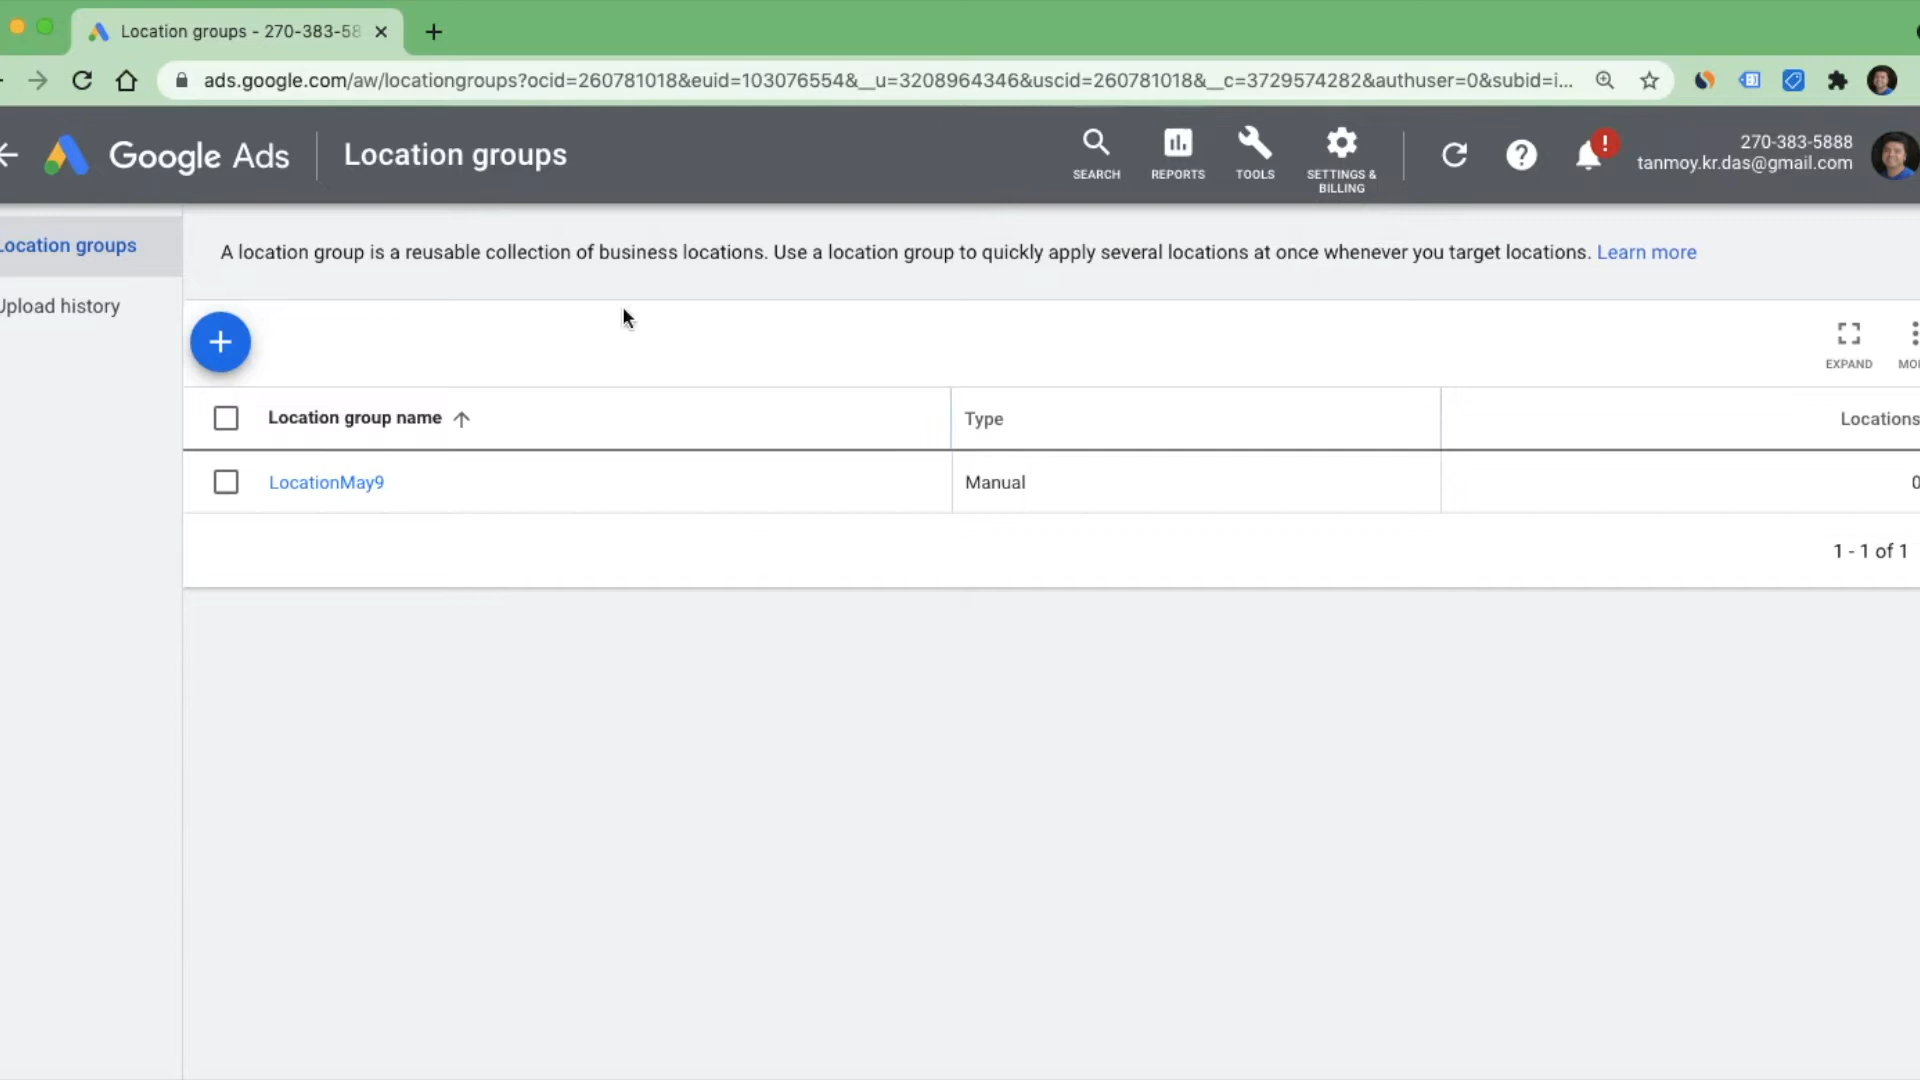 Location groups - 270-383-58
ads.google.com/aw/locationgroups?ocid=260781018&euid=103076554&__u=3208964346&uscid=260781018&__c=3729574282&authuser=0&subid=i...
Google Ads
Location groups
SEARCH
REPORTS
TOOLS
SETTINGS &
BILLING
270-383-5888
tanmoy.kr.das@gmail.com
Location groups
Upload history
A location group is a reusable collection of business locations. Use a location group to quickly apply several locations at once whenever you target locations. Learn more
EXPAND
MO
Location group name
Type
Locations
LocationMay9
Manual
0
1 - 1 of 1